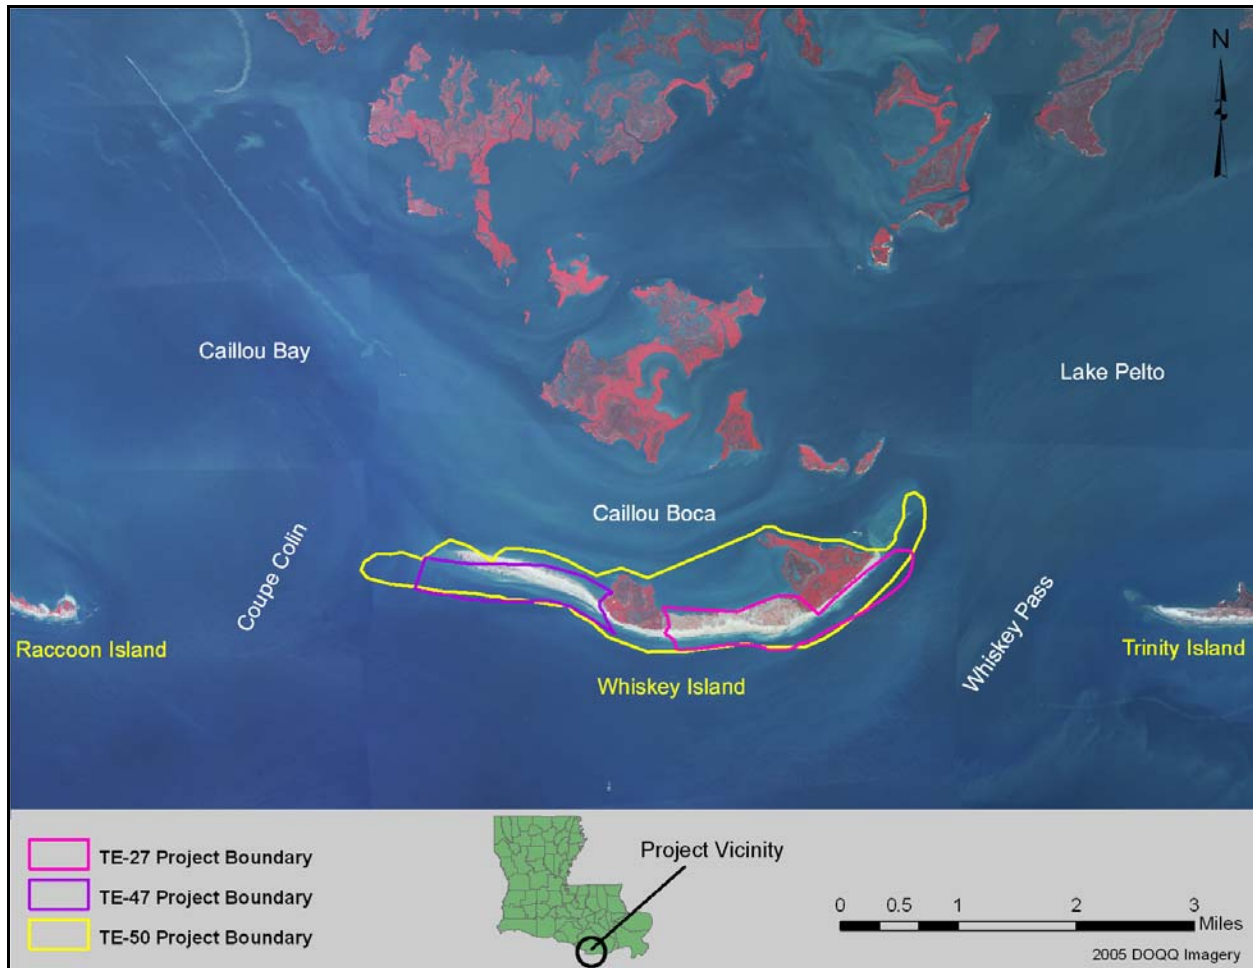 N
Caillou Bay
Lake Pelto
Caillou Boca
Coupe Colin
Whiskey Pass
Raccoon Island
Trinity Island
Whiskey Island
TE-27 Project Boundary
TE-47 Project Boundary
TE-50 Project Boundary
Project Vicinity
0 0.5 1 2 3
Miles
2005 DOQQ Imagery